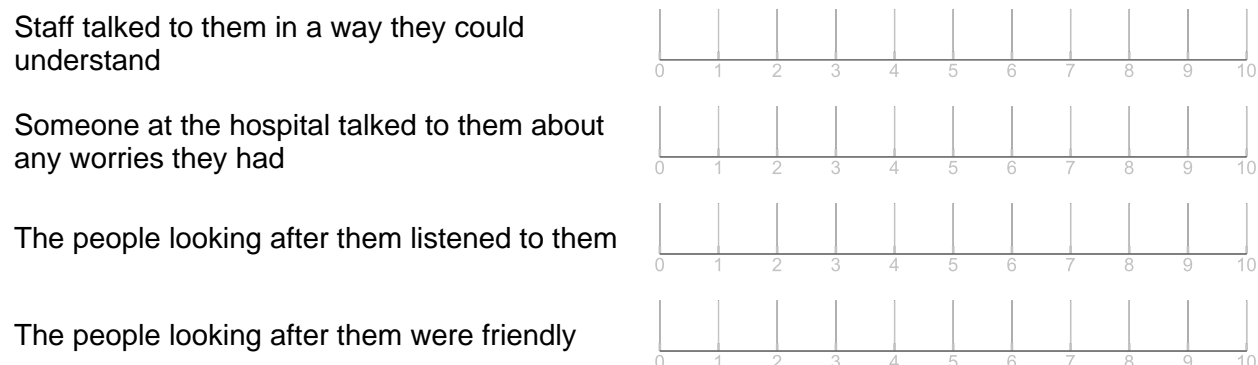 Staff talked to them in a way they could
understand
0 1 2 3 4 5 6 7 8 9 10
Someone at the hospital talked to them about
any worries they had
0 1 2 3 4 5 6 7 8 9 10
The people looking after them listened to them
0 1 2 3 4 5 6 7 8 9 10
The people looking after them were friendly
0 1 2 3 4 5 6 7 8 9 10